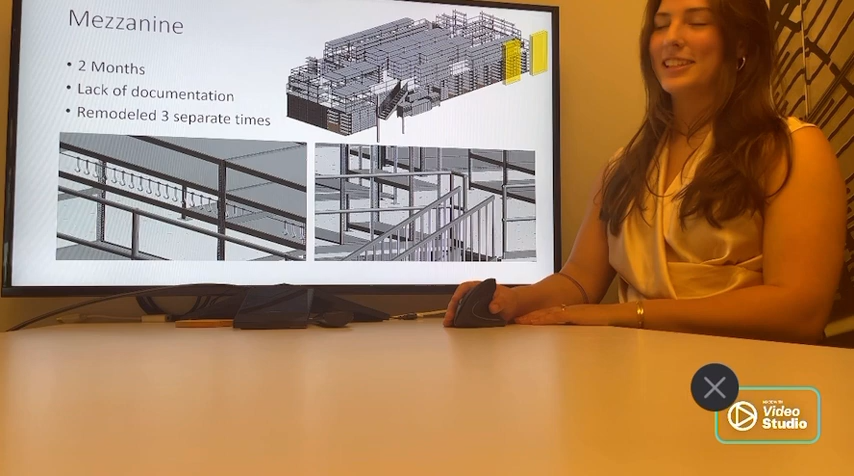 Mezzanine
• 2 Months
• Lack of documentation
• Remodeled 3 separate times
Video
Studio